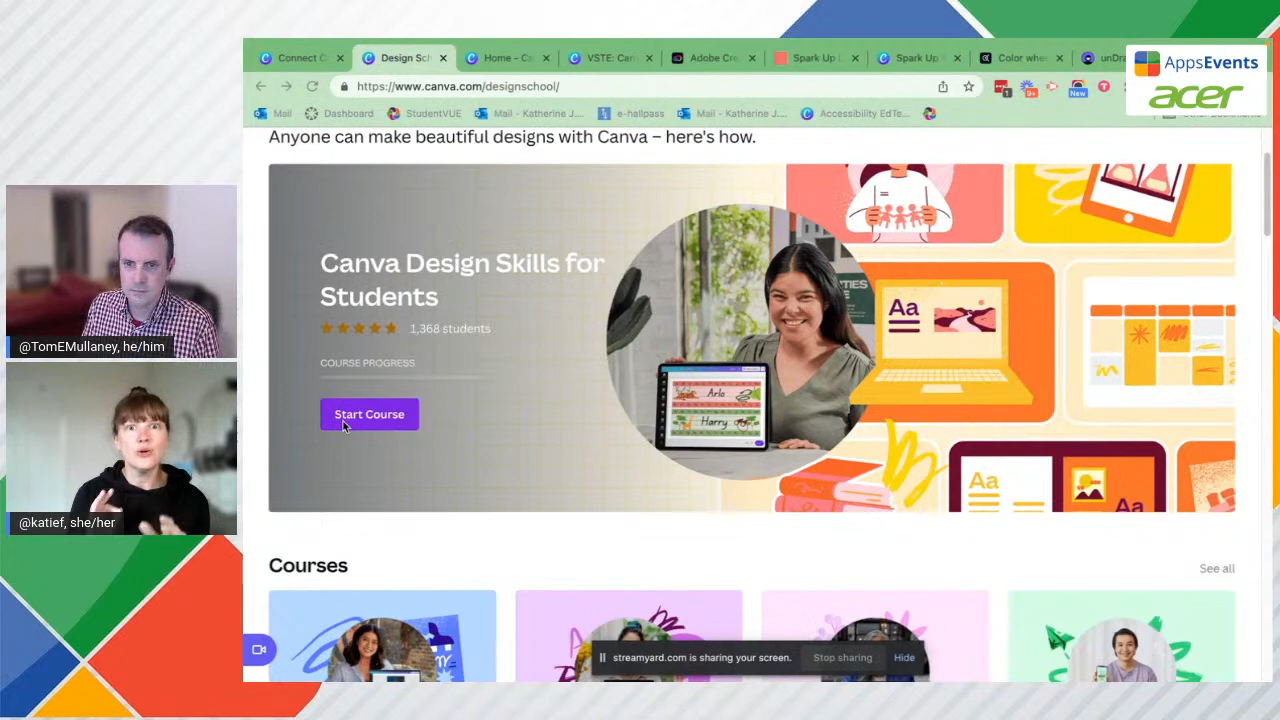 Connect C
Design Sch
Home – Ca
VSTE: Can
Adobe Cre
Spark Up
Spark Up
Color whe
unDra
AppsEvents
acer
https://www.canva.com/designschool/
Mail
Dashboard
StudentVUE
Mail - Katherine J....
e-hallpass
Mail - Katherine J....
Accessibility EdTe...
New
Anyone can make beautiful designs with Canva – here's how.
Canva Design Skills for
Students
1,368 students
COURSE PROGRESS
Start Course
Arlo
Harry
Aa
Aa
Aa
@TomEMullaney, he/him
@katief, she/her
Courses
See all
streamyard.com is sharing your screen.
Stop sharing
Hide